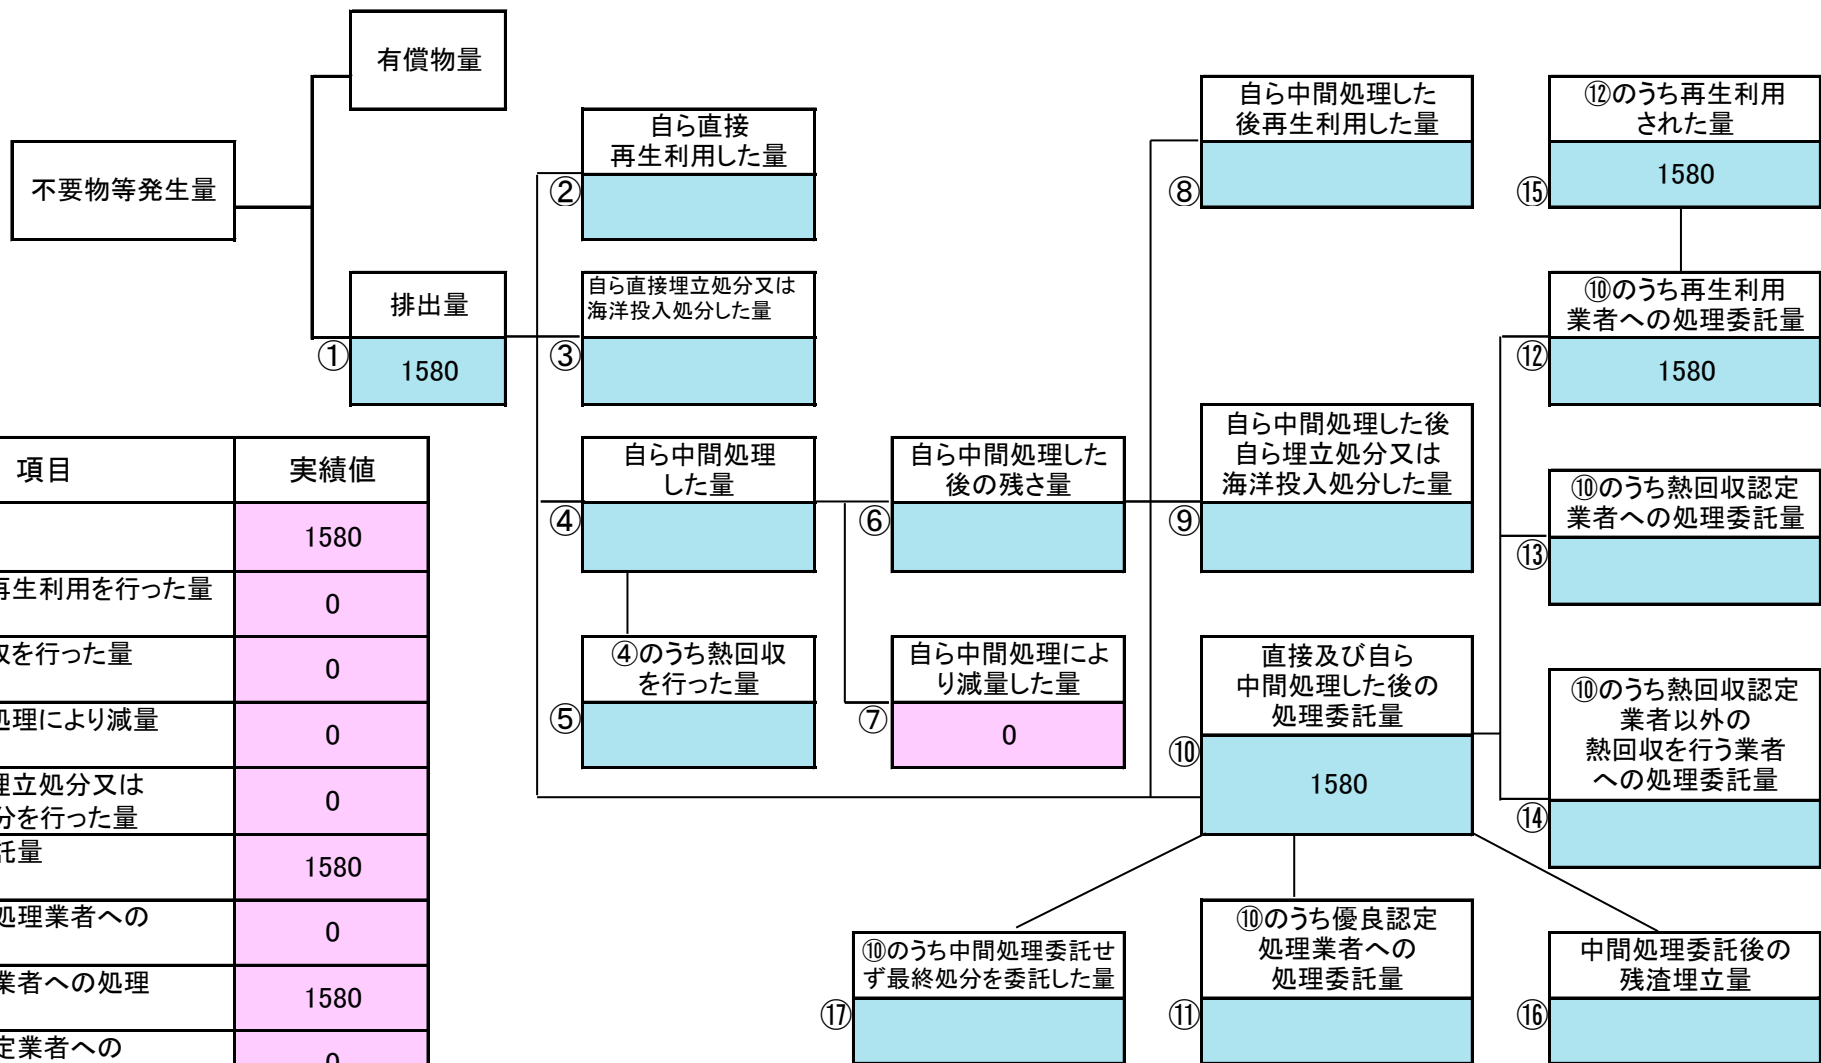 有償物量
不要物等発生量
排出量
①
1580
自ら直接
再生利用した量
②
自ら直接埋立処分又は
海洋投入処分した量
③
自ら中間処理
した量
④
④のうち熱回収
を行った量
⑤
自ら中間処理した
後の残さ量
⑥
自ら中間処理によ
り減量した量
⑦
0
自ら中間処理した
後再生利用した量
⑧
自ら中間処理した後
自ら埋立処分又は
海洋投入処分した量
⑨
直接及び自ら
中間処理した後の
処理委託量
⑩
1580
⑫のうち再生利用
された量
⑮
1580
⑩のうち再生利用
業者への処理委託量
⑫
1580
⑩のうち熱回収認定
業者への処理委託量
⑬
⑩のうち熱回収認定
業者以外の
熱回収を行う業者
への処理委託量
⑭
⑩のうち中間処理委託せ
ず最終処分を委託した量
⑰
⑩のうち優良認定
処理業者への
処理委託量
⑪
中間処理委託後の
残渣埋立量
⑯
項目 実績値
1580
再生利用を行った量 0
を行った量 0
処理により減量 0
埋立処分又は
分を行った量 0
託量 1580
処理業者への 0
業者への処理 1580
定業者への 0